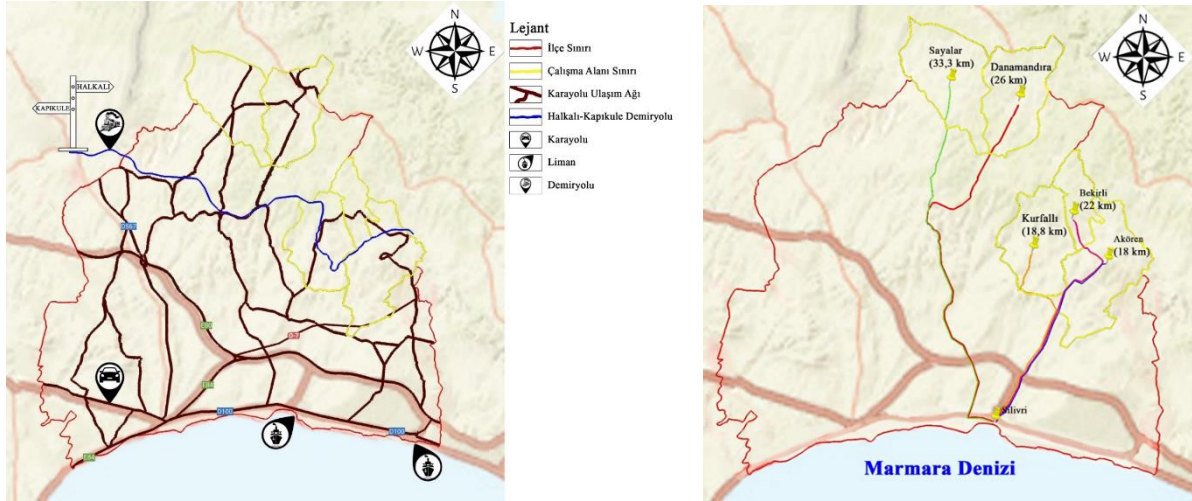 N
W E
S
HALKALI
KAPIKULE
D100
D100
E84
Lejant
İlçe Sınırı
Çalışma Alanı Sınırı
Karayolu Ulaşım Ağı
Halkalı-Kapıkule Demiryolu
Karayolu
Liman
Demiryolu
N
W E
S
Sayalar
(33,3 km)
Danamandıra
(26 km)
Bekirli
(22 km)
Kurfallı
(18,8 km)
Akören
(18 km)
Silivri
Marmara Denizi